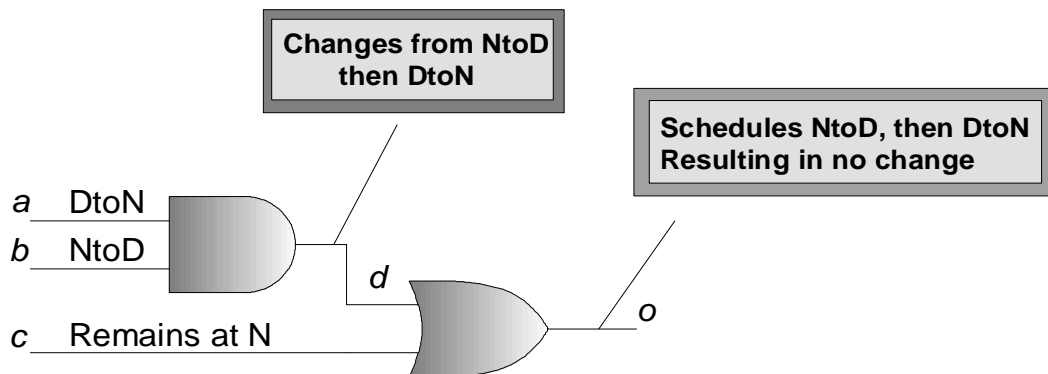 Changes from NtoD
then DtoN
Schedules NtoD, then DtoN
Resulting in no change
a DtoN
b NtoD
d
o
c Remains at N